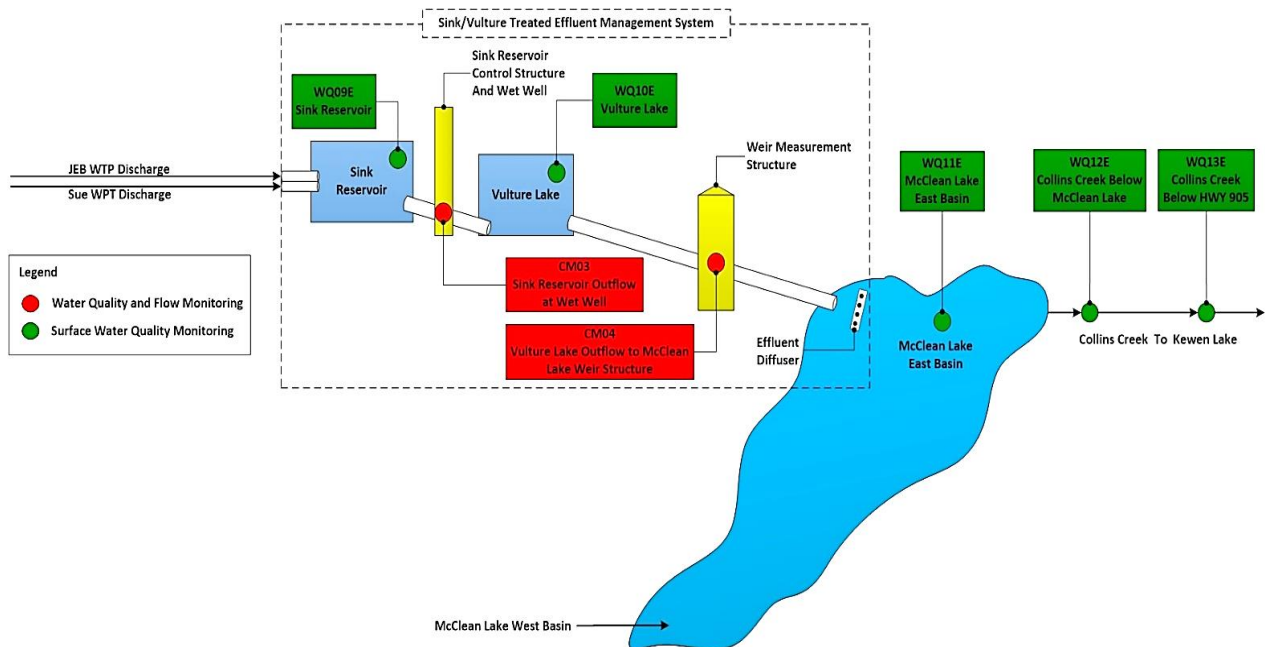 Sink/Vulture Treated Effluent Management System
Sink Reservoir
Control Structure
And Wet Well
WQ09E
Sink Reservoir
WQ10E
Vulture Lake
Weir Measurement
Structure
WQ11E
McClean Lake
East Basin
WQ12E
Collins Creek Below
McClean Lake
WQ13E
Collins Creek
Below HWY 905
JEB WTP Discharge
Sue WPT Discharge
Sink
Reservoir
Vulture Lake
Legend
Water Quality and Flow Monitoring
Surface Water Quality Monitoring
CM03
Sink Reservoir Outflow
at Wet Well
CM04
Vulture Lake Outflow to McClean
Lake Weir Structure
Effluent
Diffuser
McClean Lake
East Basin
Collins Creek To Kewen Lake
McClean Lake West Basin